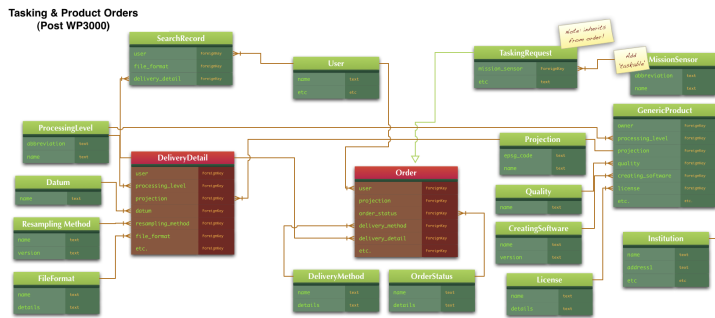 Tasking & Product Orders
(Post WP3000)
SearchRecord
user foreignKey
file_format foreignKey
delivery_detail foreignKey
User
name text
etc etc
TaskingRequest
mission_sensor foreignKey
etc text
Note: inherits
from order!
Add
'taskable'
MissionSensor
abbreviation text
name text
GenericProduct
owner foreignKey
processing_level foreignKey
projection foreignKey
quality foreignKey
creating_software foreignKey
license foreignKey
etc. etc
ProcessingLevel
abbreviation text
name text
DeliveryDetail
user foreignKey
processing_level foreignKey
projection foreignKey
datum foreignKey
resampling_method foreignKey
file_format foreignKey
etc. foreignKey
Datum
name text
Resampling Method
name text
version text
FileFormat
name text
details text
Order
user foreignKey
projection foreignKey
order_status foreignKey
delivery_method foreignKey
delivery_detail foreignKey
etc. foreignKey
DeliveryMethod
name text
details text
OrderStatus
name text
details text
Projection
epsg_code text
name text
Quality
name text
CreatingSoftware
name text
version text
License
name text
details text
Institution
name text
address1 text
etc etc